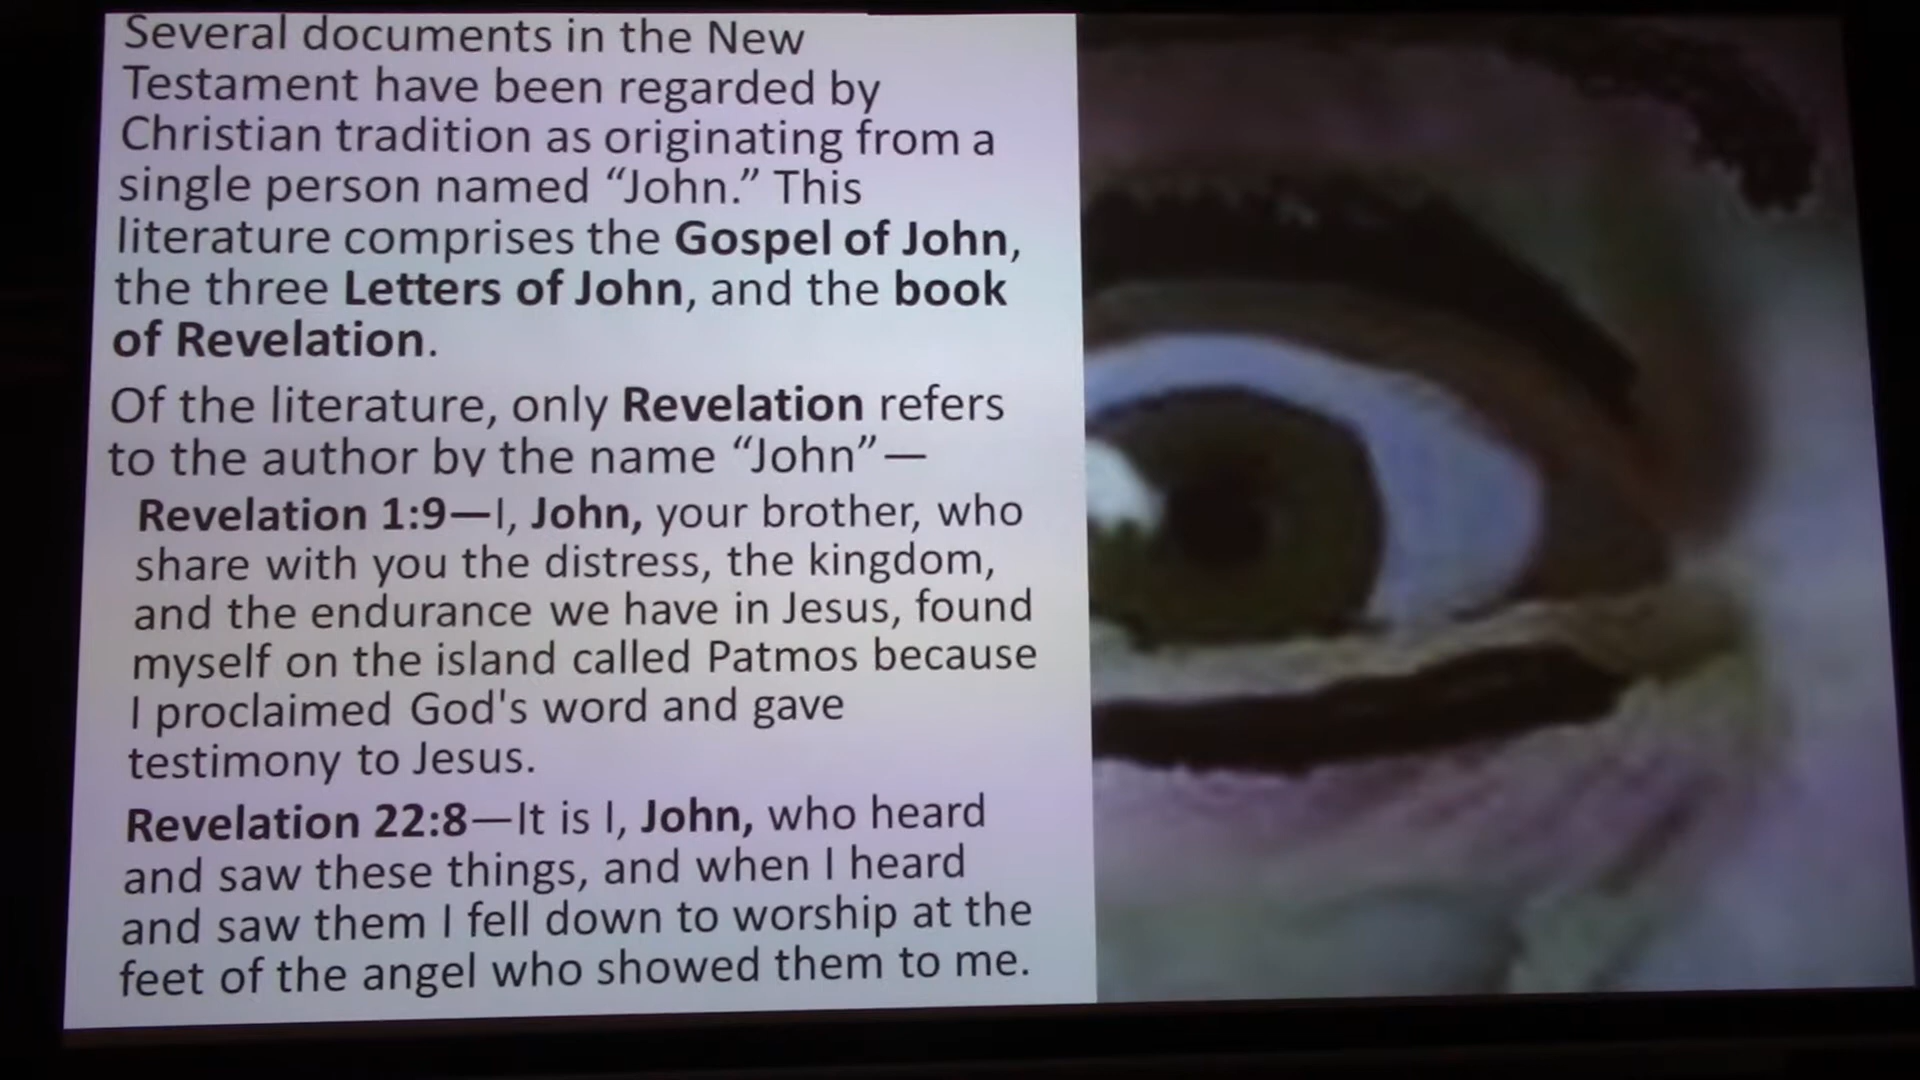 Several documents in the New
Testament have been regarded by
Christian tradition as originating from a
single person named “John.” This
literature comprises the Gospel of John,
the three Letters of John, and the book
of Revelation.
Of the literature, only Revelation refers
to the author by the name “John”—
Revelation 1:9—I, John, your brother, who
share with you the distress, the kingdom,
and the endurance we have in Jesus, found
myself on the island called Patmos because
I proclaimed God's word and gave
testimony to Jesus.
Revelation 22:8—It is I, John, who heard
and saw these things, and when I heard
and saw them I fell down to worship at the
feet of the angel who showed them to me.